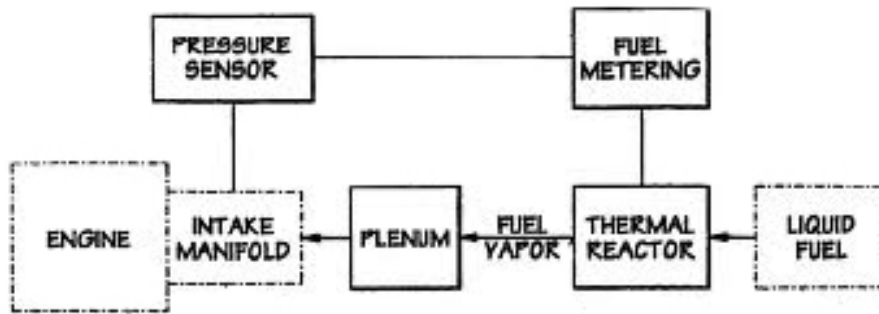 PRESSURE
SENSOR
FUEL
METERING
ENGINE
INTAKE
MANIFOLD
PLENUM
FUEL
VAPOR
THERMAL
REACTOR
LIQUID
FUEL